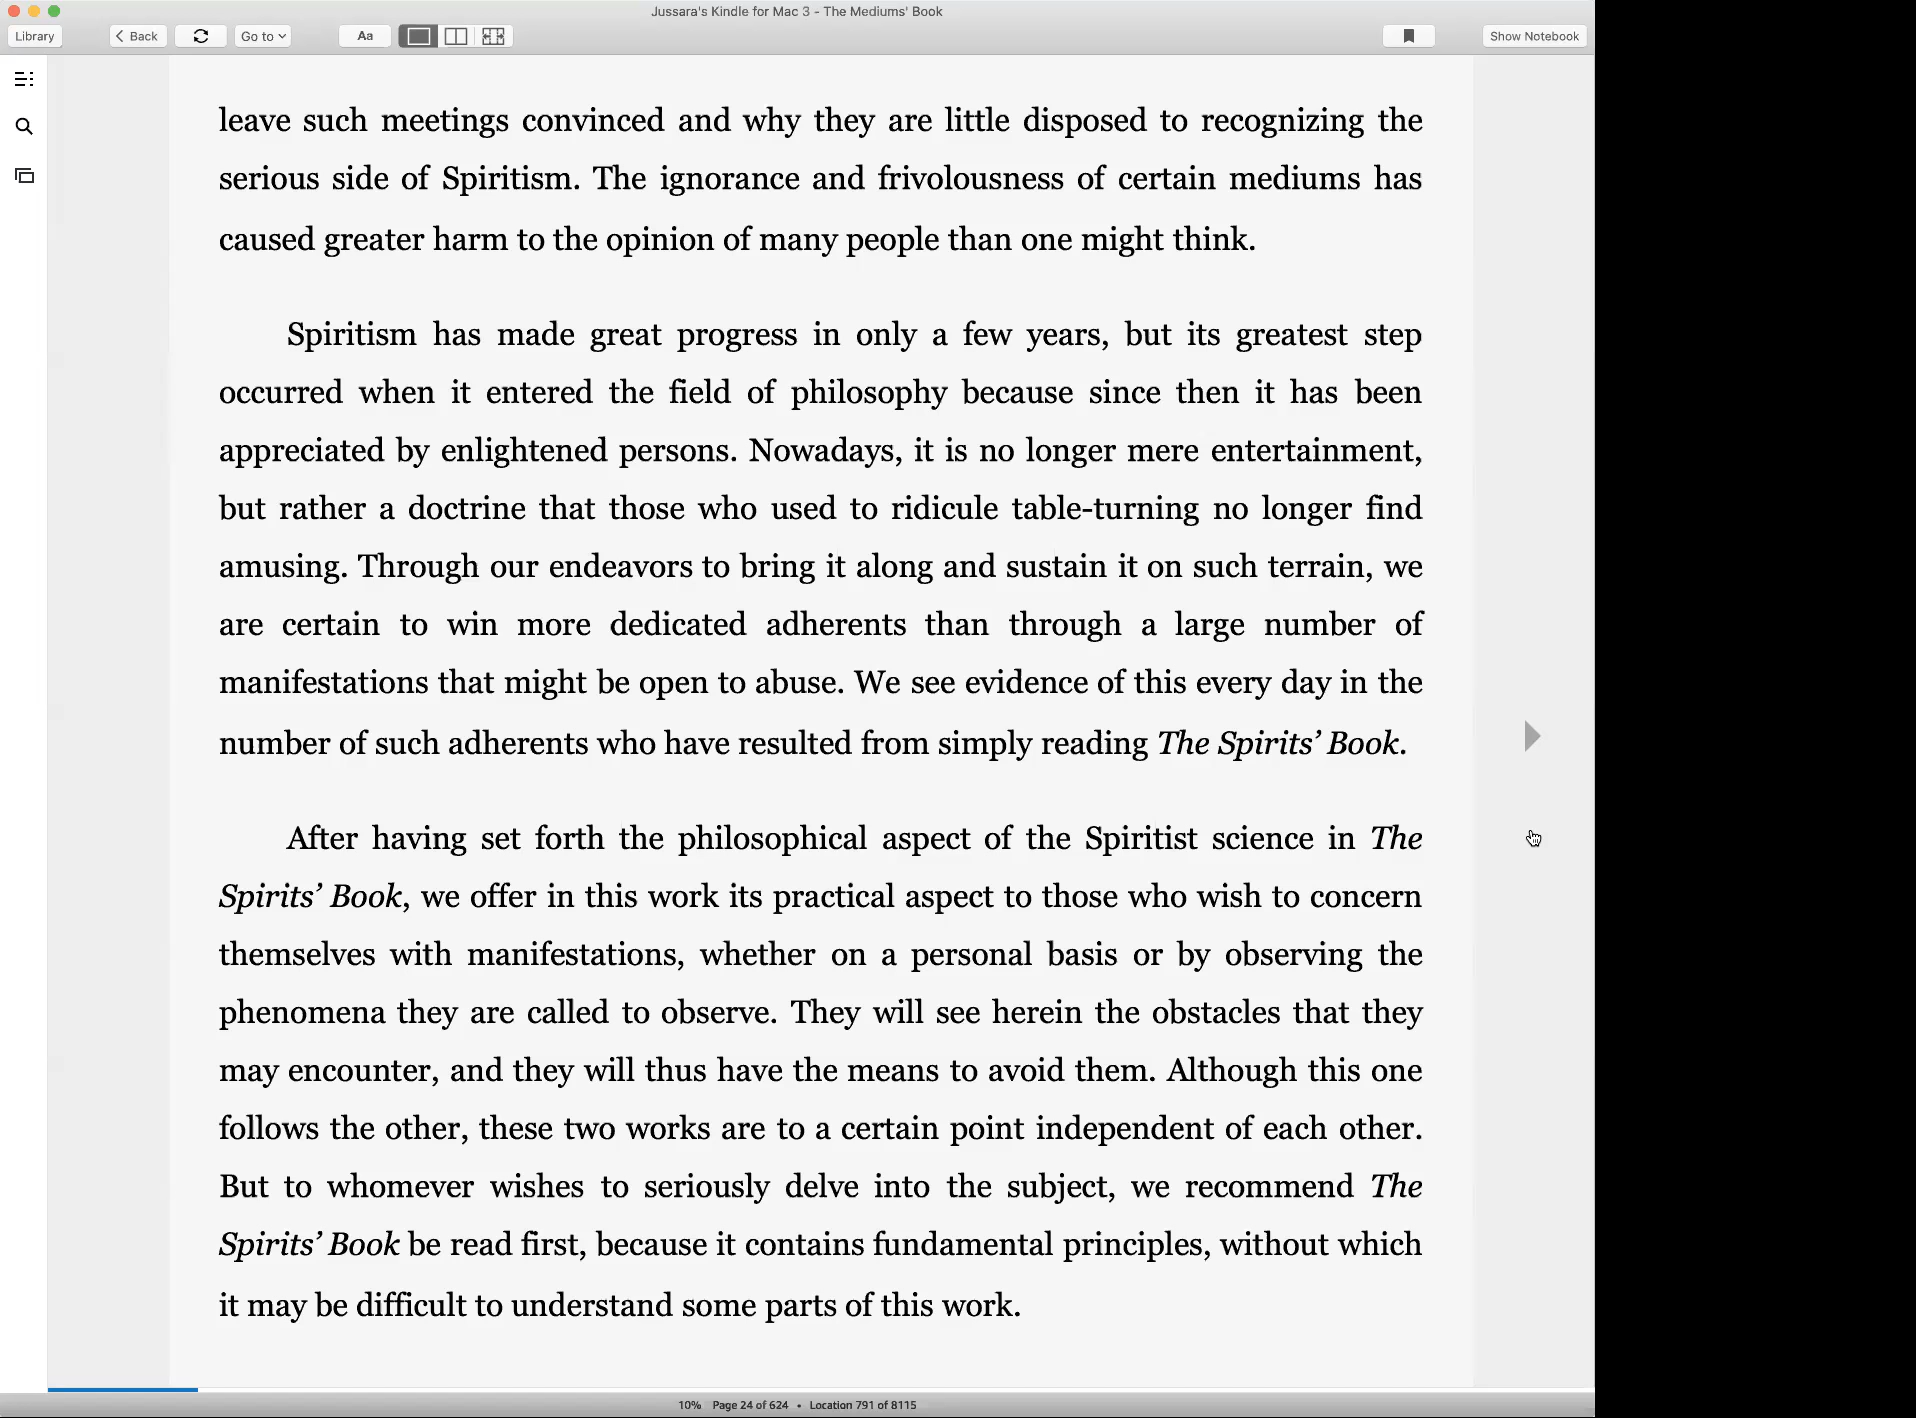 Jussara's Kindle for Mac 3 - The Mediums' Book
Library
Back
Go to
Aa
Show Notebook
leave such meetings convinced and why they are little disposed to recognizing the
serious side of Spiritism. The ignorance and frivolousness of certain mediums has
caused greater harm to the opinion of many people than one might think.
Spiritism has made great progress in only a few years, but its greatest step
occurred when it entered the field of philosophy because since then it has been
appreciated by enlightened persons. Nowadays, it is no longer mere entertainment,
but rather a doctrine that those who used to ridicule table-turning no longer find
amusing. Through our endeavors to bring it along and sustain it on such terrain, we
are certain to win more dedicated adherents than through a large number of
manifestations that might be open to abuse. We see evidence of this every day in the
number of such adherents who have resulted from simply reading The Spirits’ Book.
After having set forth the philosophical aspect of the Spiritist science in The
Spirits’ Book, we offer in this work its practical aspect to those who wish to concern
themselves with manifestations, whether on a personal basis or by observing the
phenomena they are called to observe. They will see herein the obstacles that they
may encounter, and they will thus have the means to avoid them. Although this one
follows the other, these two works are to a certain point independent of each other.
But to whomever wishes to seriously delve into the subject, we recommend The
Spirits’ Book be read first, because it contains fundamental principles, without which
it may be difficult to understand some parts of this work.
10% Page 24 of 624 • Location 791 of 8115